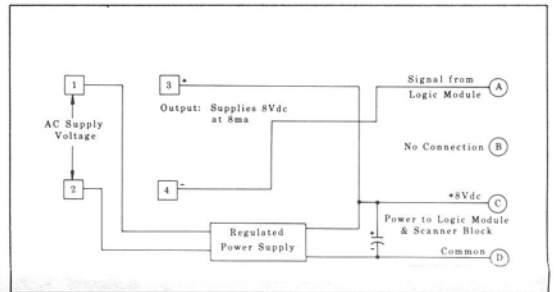 1
3
+
Signal from
Logic Module
A
Output: Supplies 8Vdc
at 8ma
AC Supply
Voltage
No Connection
B
2
4
-
+8Vdc
C
Regulated
Power Supply
+
-
Power to Logic Module
& Scanner Block
Common
D